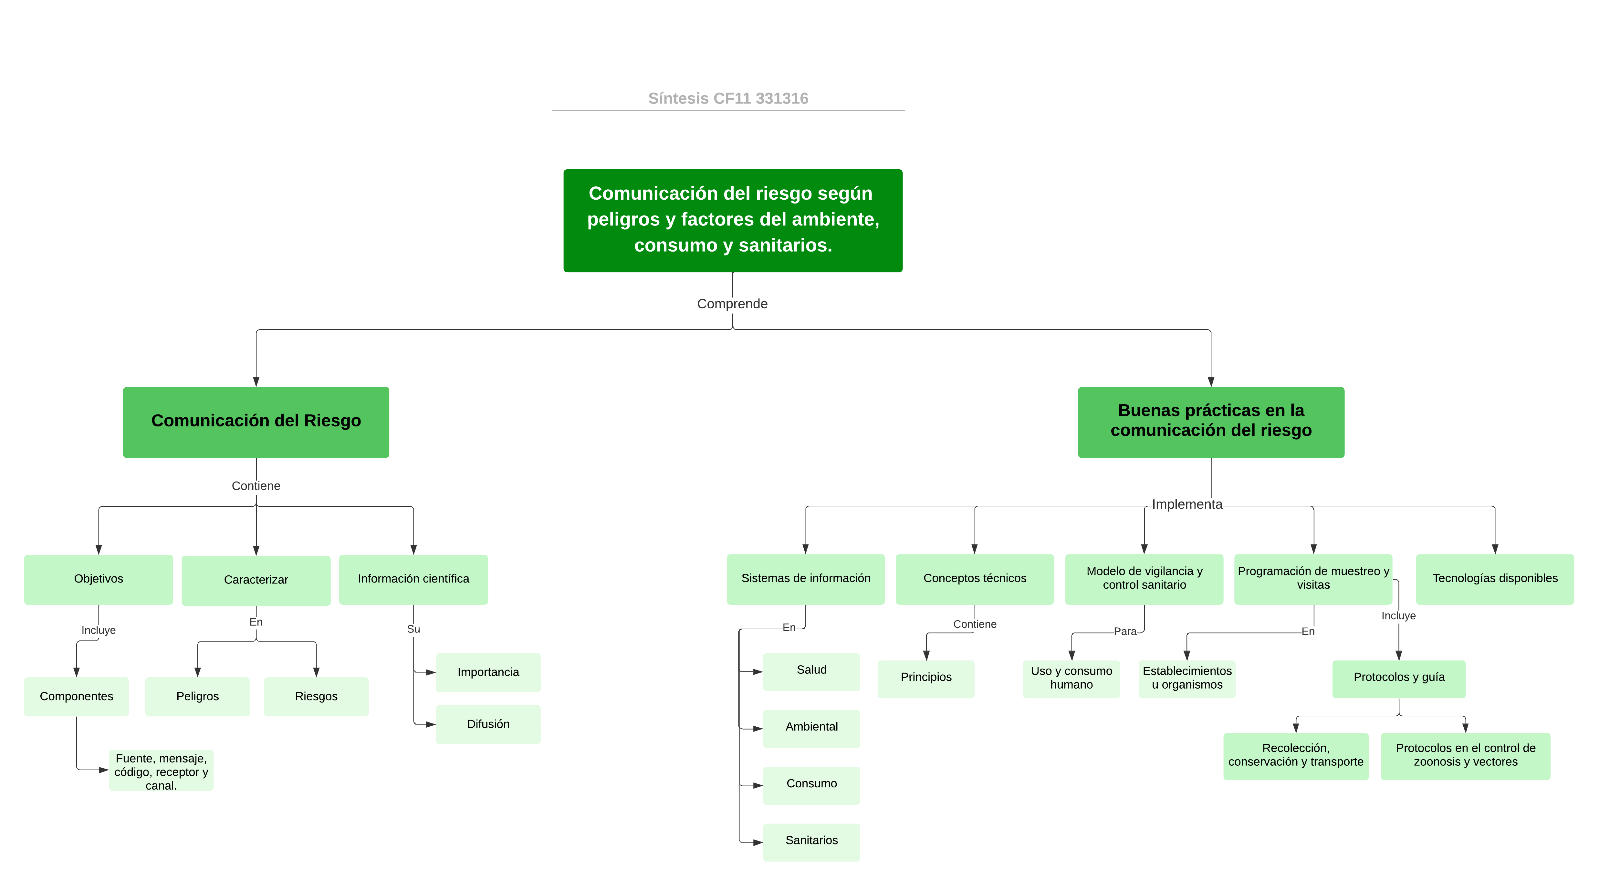 Síntesis CF11 331316
Comunicación del riesgo según
peligros y factores del ambiente,
consumo y sanitarios.
Comprende
Comunicación del Riesgo
Buenas prácticas en la
comunicación del riesgo
Contiene
Implementa
Objetivos
Caracterizar
Información científica
Sistemas de información
Conceptos técnicos
Modelo de vigilancia y
control sanitario
Programación de muestreo y
visitas
Tecnologías disponibles
Incluye
En
Su
En
Contiene
Para
En
Incluye
Componentes
Peligros
Riesgos
Importancia
Difusión
Fuente, mensaje,
código, receptor y
canal.
Salud
Ambiental
Consumo
Sanitarios
Principios
Uso y consumo
humano
Establecimientos
u organismos
Protocolos y guía
Recolección,
conservación y transporte
Protocolos en el control de
zoonosis y vectores